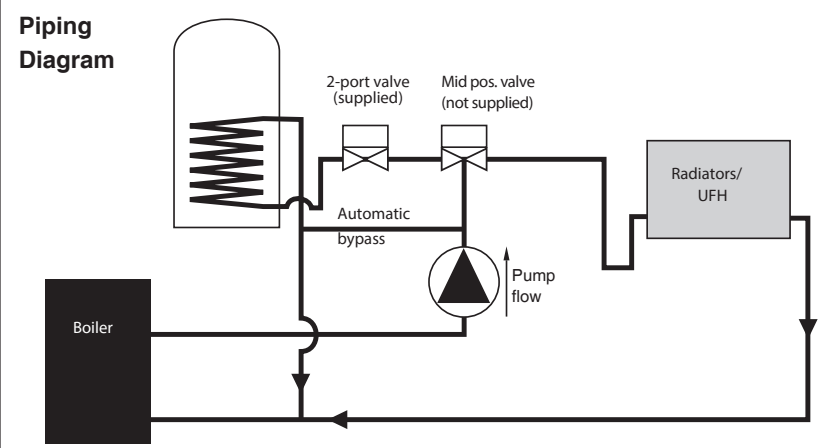 Piping
Diagram
2-port valve
(supplied)
Mid pos. valve
(not supplied)
Radiators/
UFH
Automatic
bypass
Pump
flow
Boiler